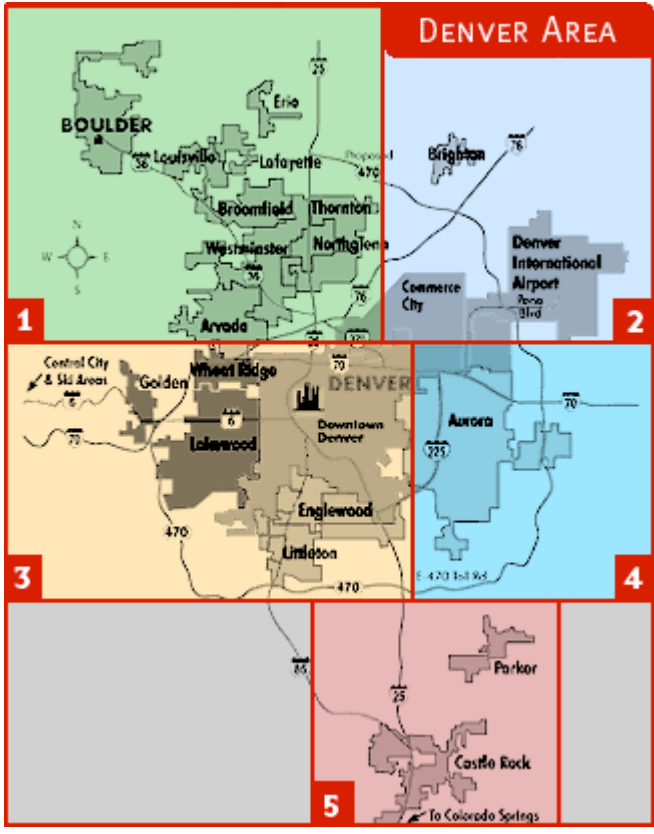 DENVER AREA
25
Erie
BOULDER
36
Louisville
Lafayette
Proposed
470
Brighton
76
Broomfield
Thornton
N
W E
S
Westminster
Northglenn
36
76
Denver
International
Airport
Commerce
City
Pena
Blvd
1
Arvada
2
25
Central City
& Ski Areas
Golden
Wheat Ridge
70
DENVER
6
6
Downtown
Denver
70
Lakewood
Aurora
70
225
Englewood
470
Littleton
3
470
E-470 Toll Rd
4
85
Parker
25
Castle Rock
5
To Colorado Springs